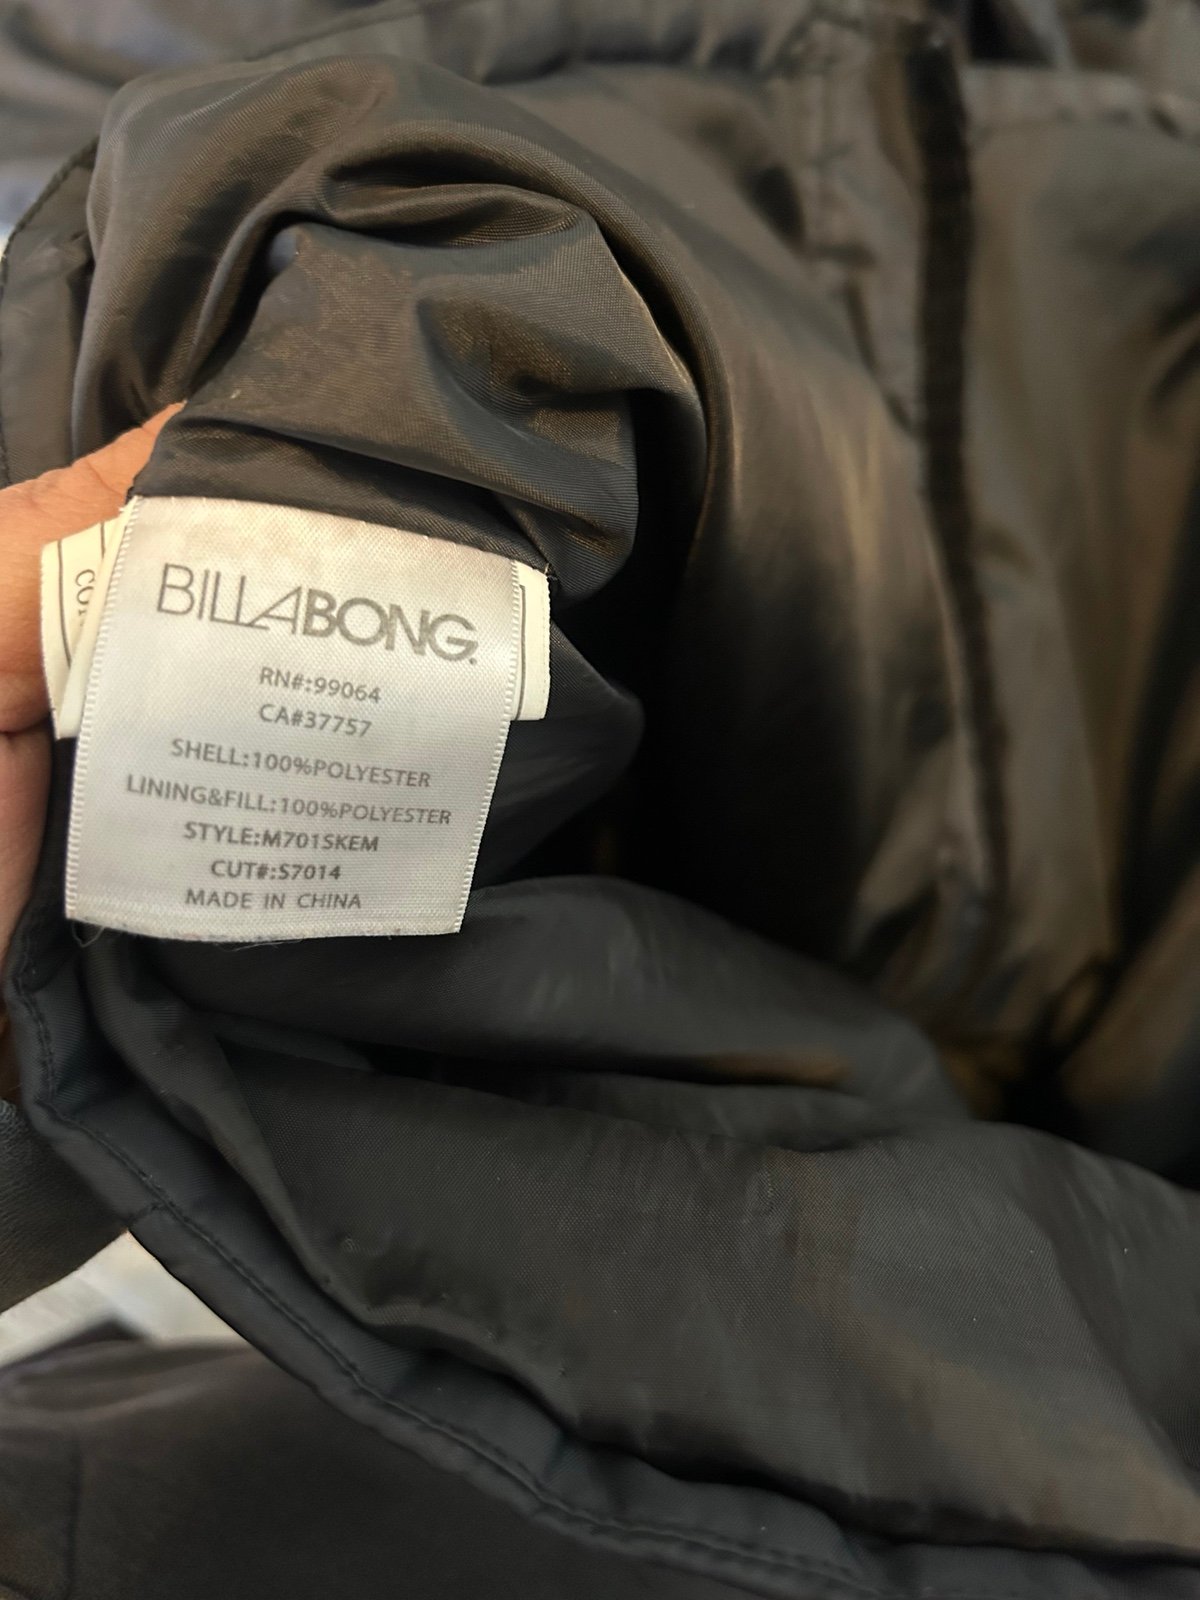 BILLABONG.
RN#:99064
CA#37757
SHELL:100%POLYESTER
LINING&FILL:100%POLYESTER
STYLE:M701SKEM
CUT#:S7014
MADE IN CHINA